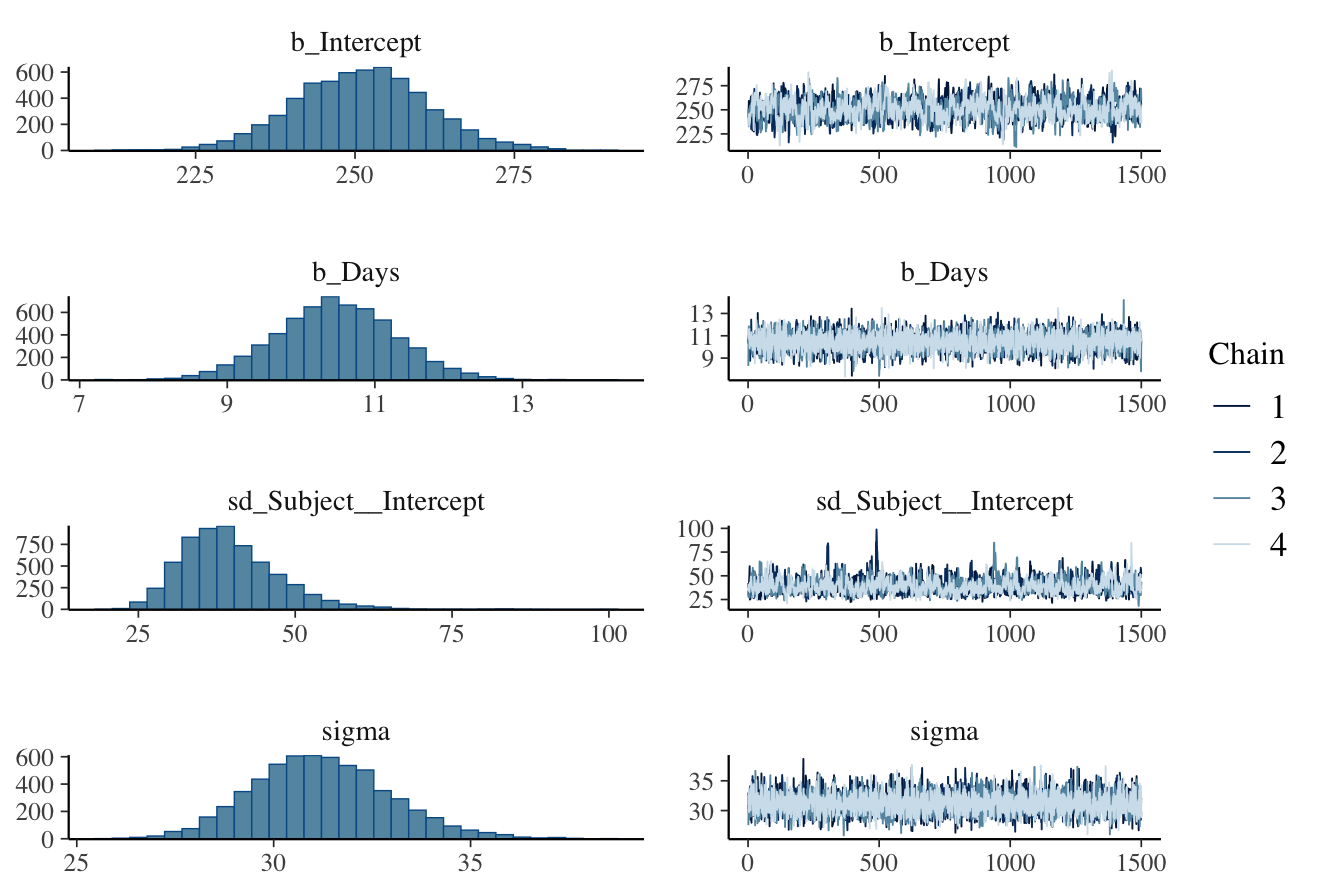 b_Intercept
600
400
200
0
225 250 275
b_Intercept
275
250
225
0 500 1000 1500
b_Days
600
400
200
0
7 9 11 13
b_Days
13
11
9
0 500 1000 1500
sd_Subject__Intercept
750
500
250
0
25 50 75 100
sd_Subject__Intercept
100
75
50
25
0 500 1000 1500
sigma
600
400
200
0
25 30 35
sigma
35
30
0 500 1000 1500
Chain
1
2
3
4